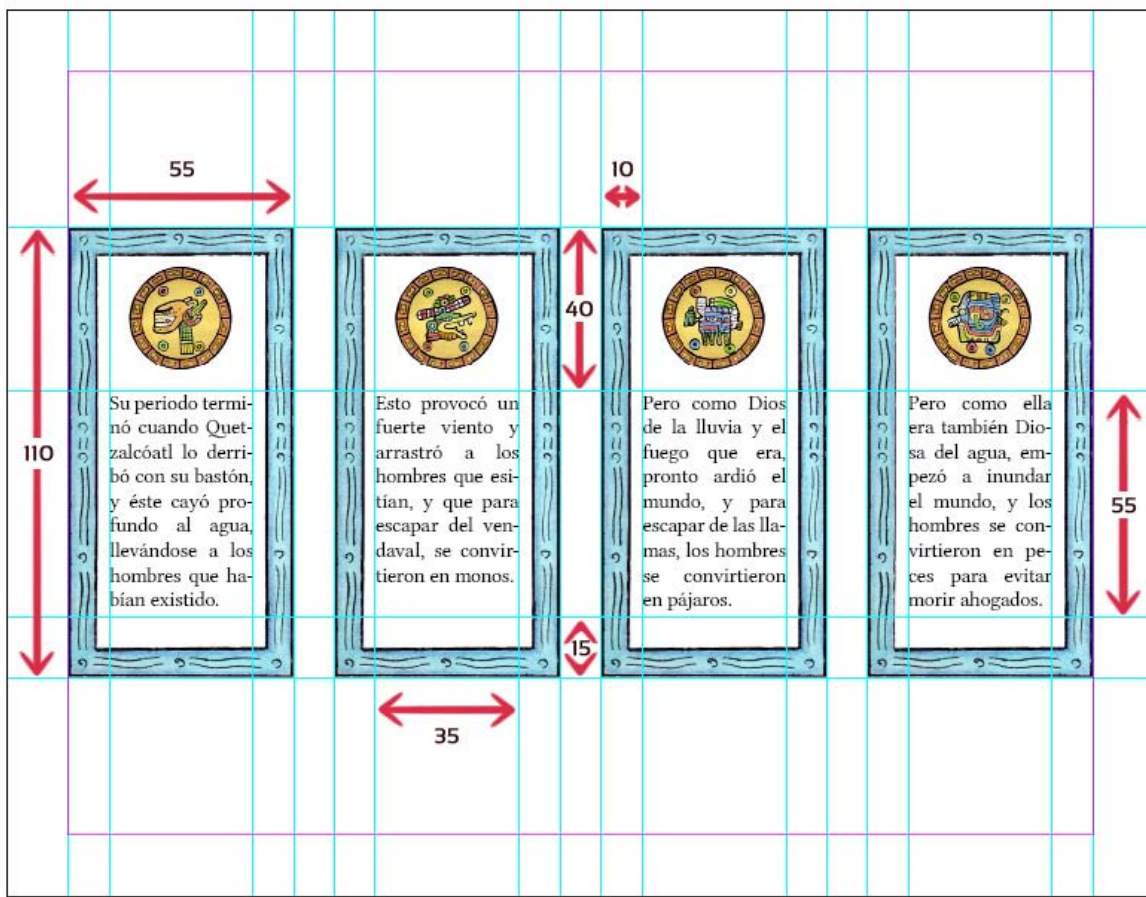 55
10
40
110
Su periodo termi-
nó cuando Quet-
zalcóatl lo derri-
bó con su bastón,
y éste cayó pro-
fundo al agua,
llevándose a los
hombres que ha-
bían existido.
Esto provocó un
fuerte viento y
arrastró a los
hombres que esi-
tían, y que para
escapar del ven-
daval, se convir-
tieron en monos.
Pero como Dios
de la lluvia y el
fuego que era,
pronto ardió el
mundo, y para
escapar de las lla-
mas, los hombres
se convirtieron
en pájaros.
Pero como ella
era también Dio-
sa del agua, em-
pezó a inundar
el mundo, y los
hombres se con-
virtieron en pe-
ces para evitar
morir ahogados.
55
15
35